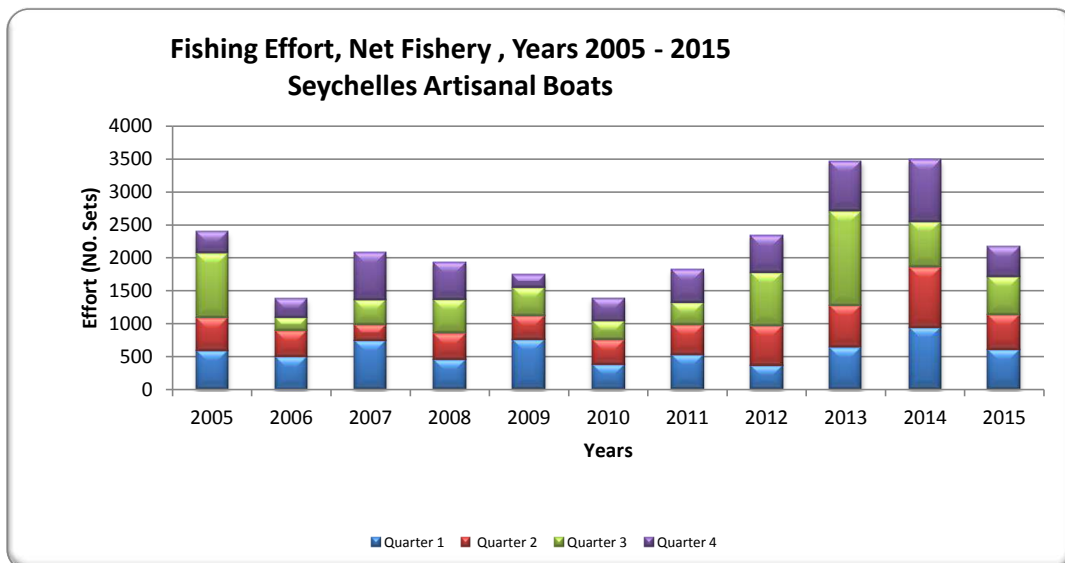 Fishing Effort, Net Fishery , Years 2005 - 2015
Seychelles Artisanal Boats
4000
3500
3000
2500
2000
1500
1000
500
0
Effort (N0. Sets)
2005 2006 2007 2008 2009 2010 2011 2012 2013 2014 2015
Years
Quarter 1 Quarter 2 Quarter 3 Quarter 4